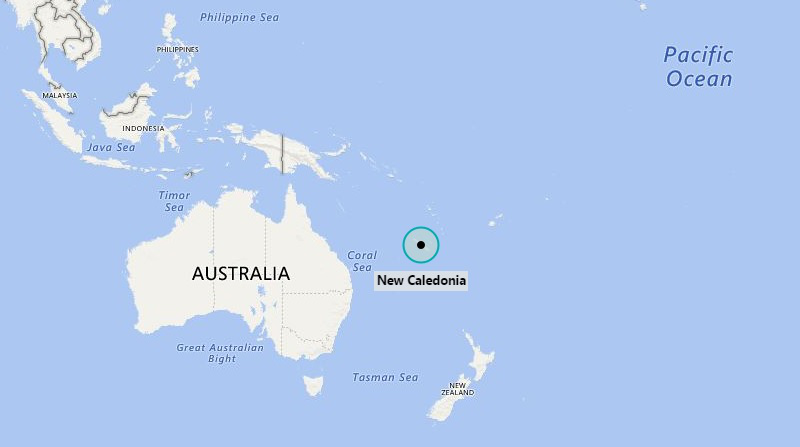 Philippine Sea
PHILIPPINES
Pacific
Ocean
MALAYSIA
INDONESIA
Java Sea
Timor
Sea
Coral
Sea
AUSTRALIA
New Caledonia
Great Australian
Bight
Tasman Sea
NEW
ZEALAND